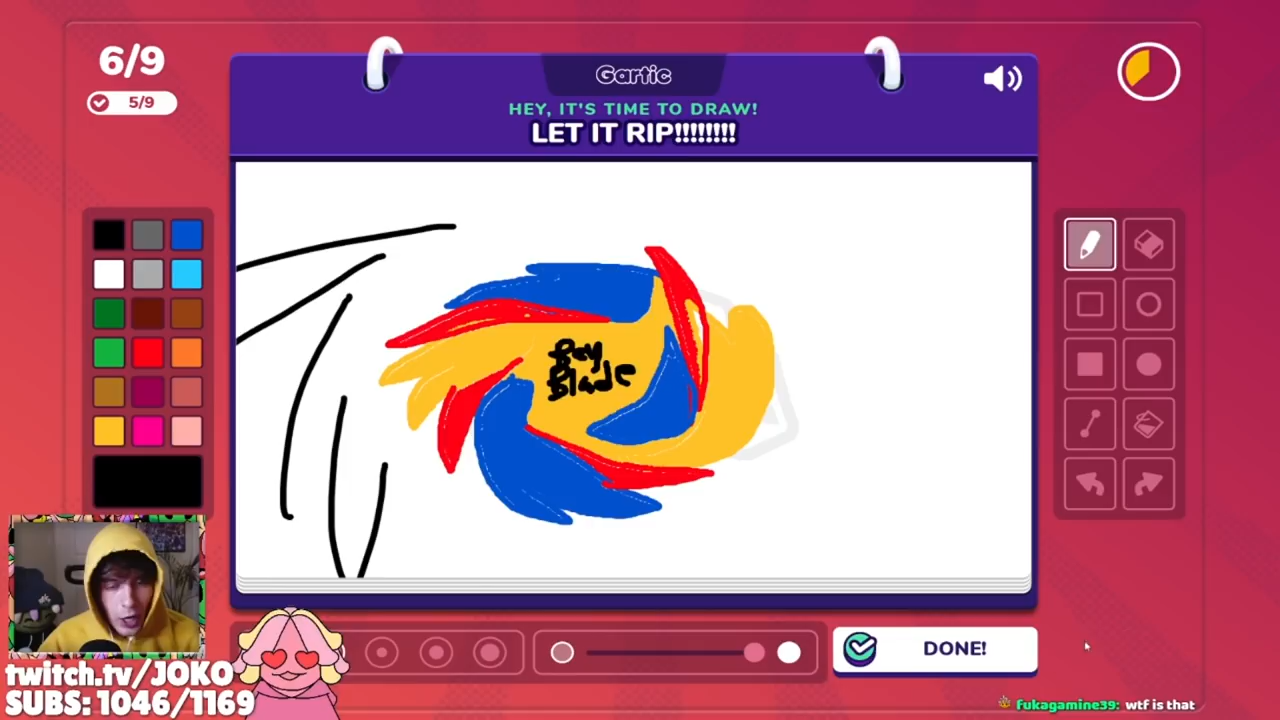 6/9
5/9
Gartic
HEY, IT'S TIME TO DRAW!
LET IT RIP!!!!!!!!
Bey
Blade
DONE!
twitch.tv/JOKO
SUBS: 1046/1169
fukagamine39: wtf is that